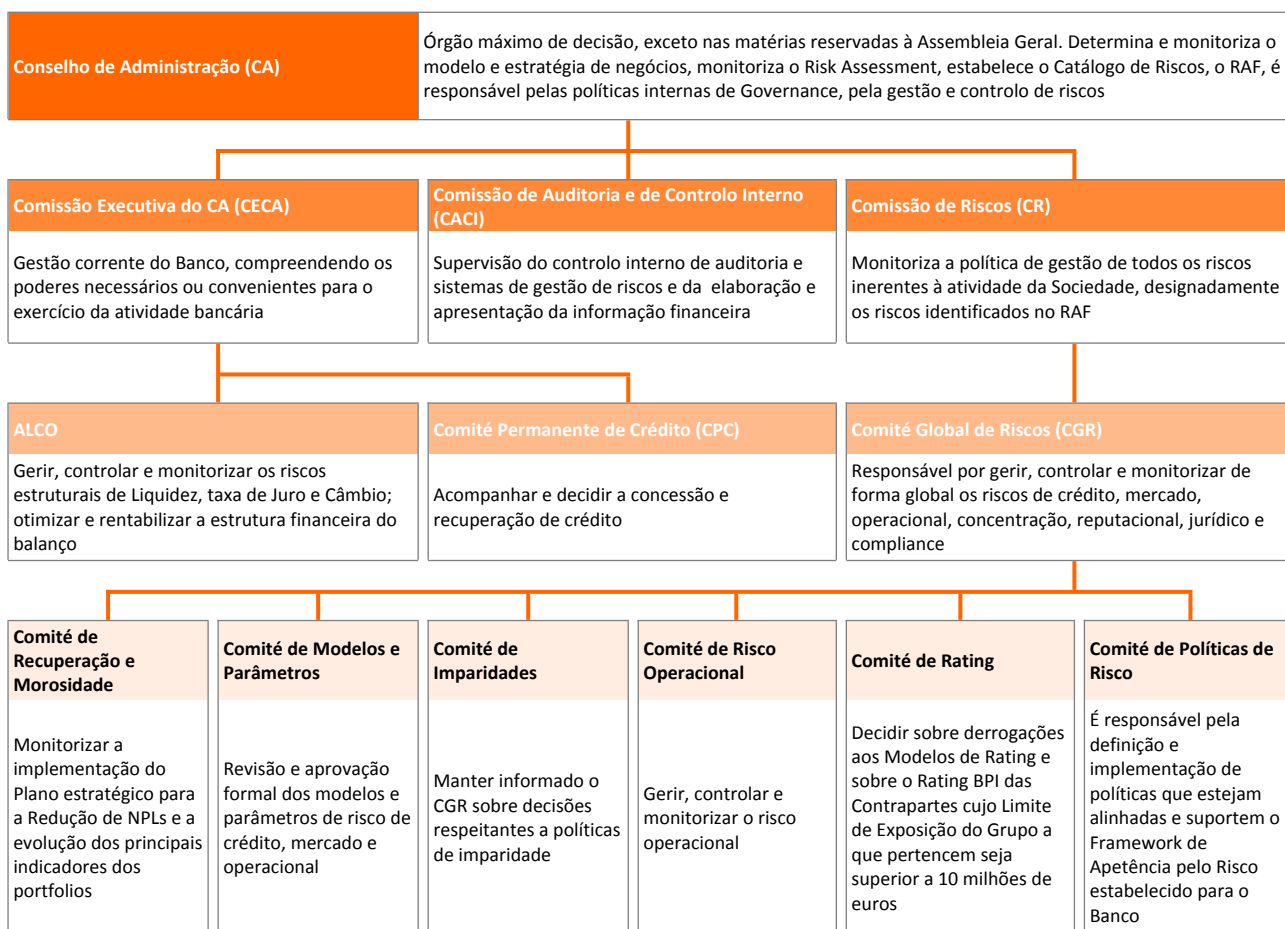 Conselho de Administração (CA)
Órgão máximo de decisão, exceto nas matérias reservadas à Assembleia Geral. Determina e monitoriza o
modelo e estratégia de negócios, monitoriza o Risk Assessment, estabelece o Catálogo de Riscos, o RAF, é
responsável pelas políticas internas de Governance, pela gestão e controlo de riscos
Comissão Executiva do CA (CECA)
Gestão corrente do Banco, compreendendo os
poderes necessários ou convenientes para o
exercício da atividade bancária
Comissão de Auditoria e de Controlo Interno
(CACI)
Supervisão do controlo interno de auditoria e
sistemas de gestão de riscos e da elaboração e
apresentação da informação financeira
Comissão de Riscos (CR)
Monitoriza a política de gestão de todos os riscos
inerentes à atividade da Sociedade, designadamente
os riscos identificados no RAF
ALCO
Gerir, controlar e monitorizar os riscos
estruturais de Liquidez, taxa de Juro e Câmbio;
otimizar e rentabilizar a estrutura financeira do
balanço
Comité Permanente de Crédito (CPC)
Acompanhar e decidir a concessão e
recuperação de crédito
Comité Global de Riscos (CGR)
Responsável por gerir, controlar e monitorizar de
forma global os riscos de crédito, mercado,
operacional, concentração, reputacional, jurídico e
compliance
Comité de
Recuperação e
Morosidade
Monitorizar a
implementação do
Plano estratégico para
a Redução de NPLs e a
evolução dos principais
indicadores dos
portfolios
Comité de Modelos e
Parâmetros
Revisão e aprovação
formal dos modelos e
parâmetros de risco de
crédito, mercado e
operacional
Comité de
Imparidades
Manter informado o
CGR sobre decisões
respeitantes a políticas
de imparidade
Comité de Risco
Operacional
Gerir, controlar e
monitorizar o risco
operacional
Comité de Rating
Decidir sobre derrogações
aos Modelos de Rating e
sobre o Rating BPI das
Contrapartes cujo Limite
de Exposição do Grupo a
que pertencem seja
superior a 10 milhões de
euros
Comité de Políticas de
Risco
É responsável pela
definição e
implementação de
políticas que estejam
alinhadas e suportem o
Framework de
Apetência pelo Risco
estabelecido para o
Banco